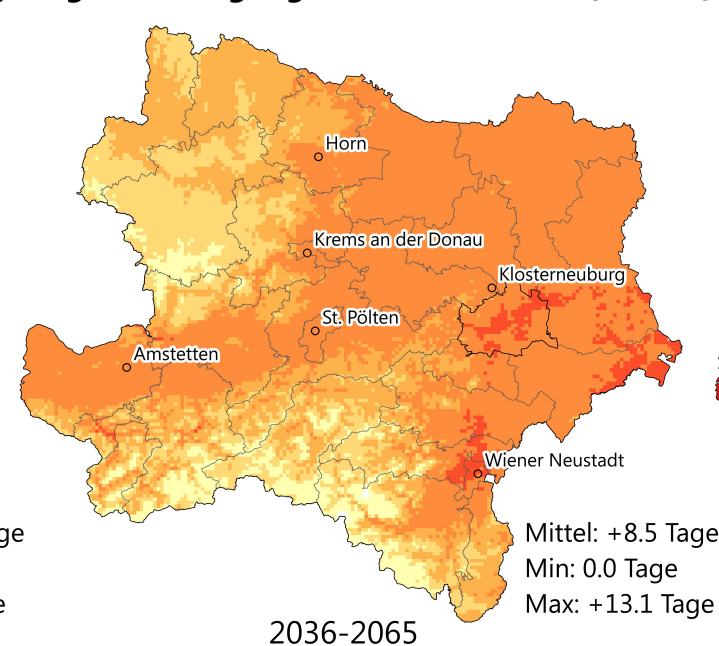 Horn
Krems an der Donau
Klosterneuburg
St. Pölten
Amstetten
Wiener Neustadt
ge
Mittel: +8.5 Tage
Min: 0.0 Tage
e
Max: +13.1 Tage
2036-2065